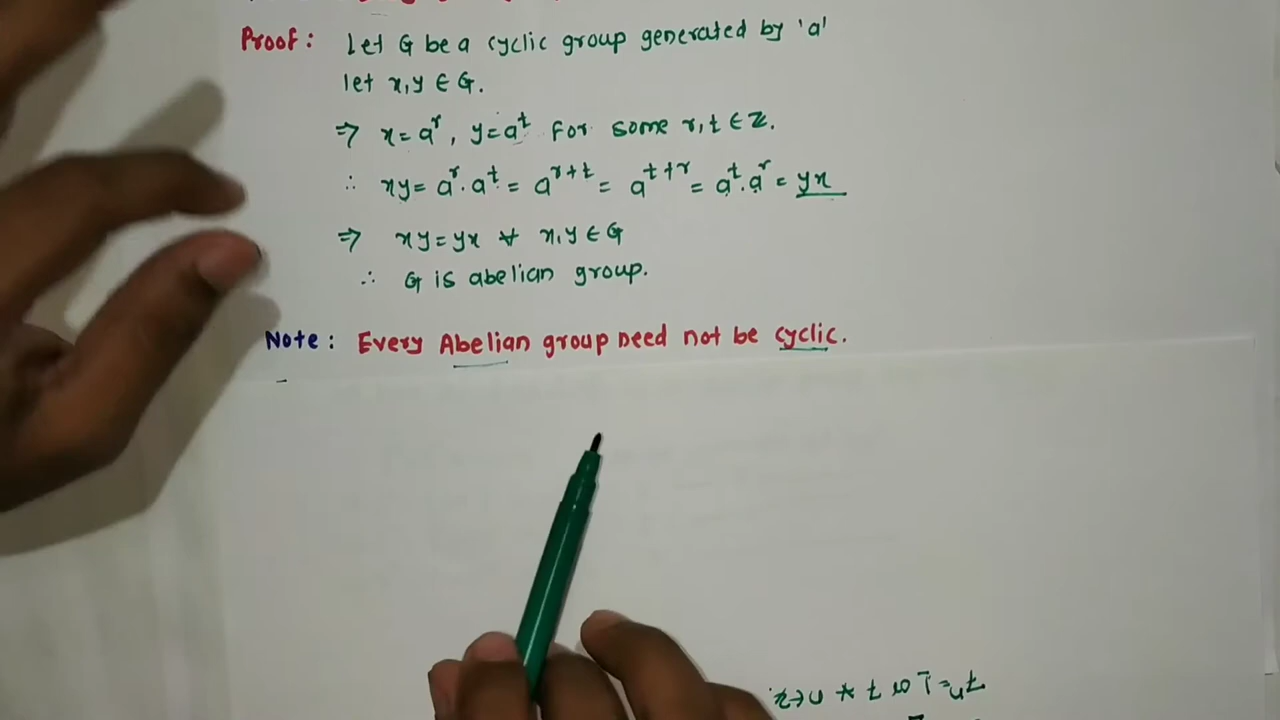 Proof: Let G be a cyclic group generated by 'a'
let x,y ∈ G.
⇒ x=a^r, y=a^t for some r,t ∈ Z.
∴ xy= a^r.a^t = a^{r+t} = a^{t+r} = a^t.a^r = yx
⇒ xy=yx ∀ x,y ∈ G
∴ G is abelian group.
Note: Every Abelian group need not be cyclic.